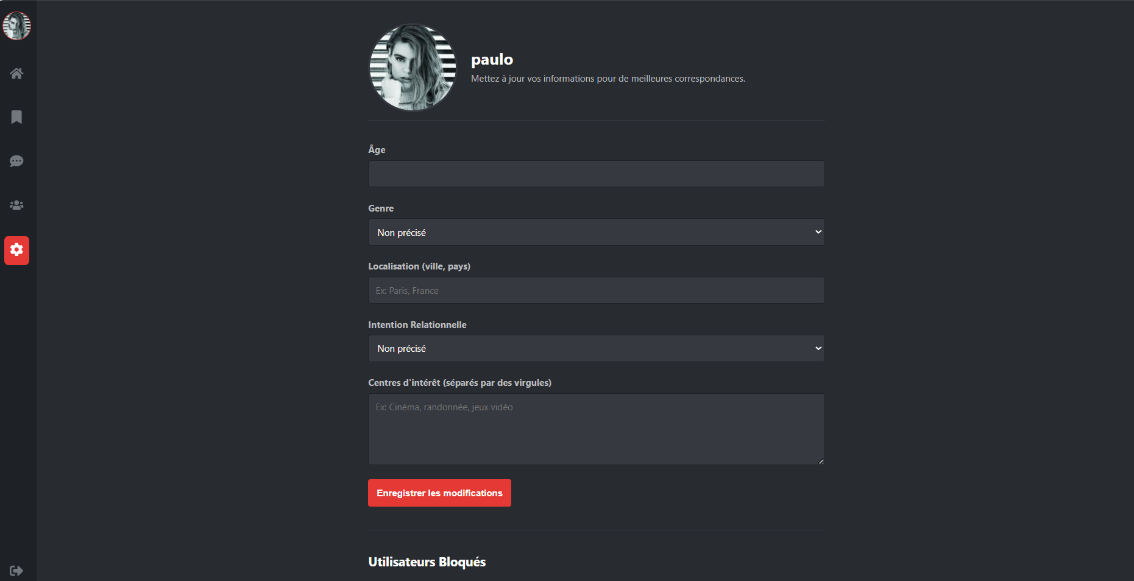 paulo
Mettez à jour vos informations pour de meilleures correspondances.
Âge
Genre
Non précisé
Localisation (ville, pays)
Ex: Paris, France
Intention Relationnelle
Non précisé
Centres d'intérêt (séparés par des virgules)
Ex: Cinéma, randonnée, jeux vidéo
Enregistrer les modifications
Utilisateurs Bloqués